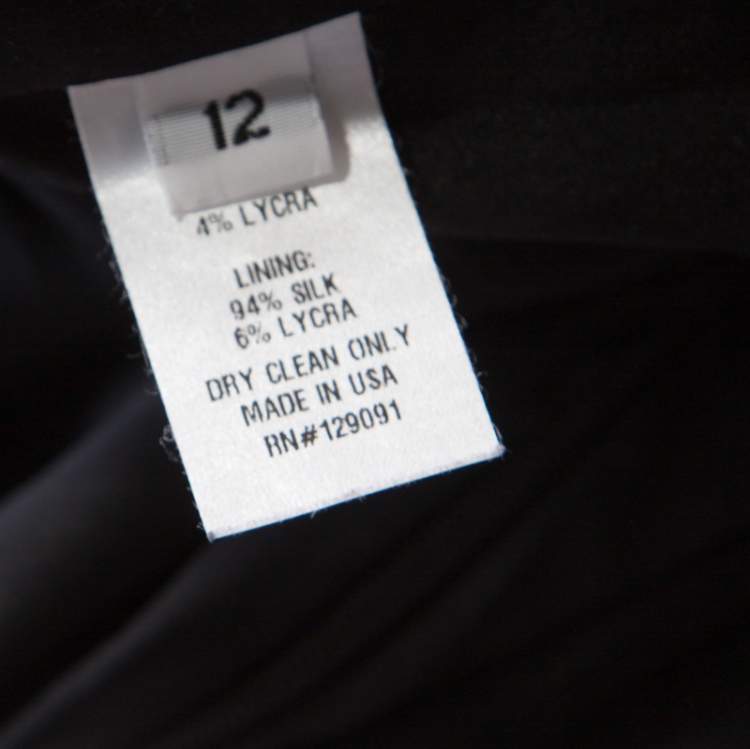 12
4% LYCRA
LINING:
94% SILK
6% LYCRA
DRY CLEAN ONLY
MADE IN USA
RN#129091